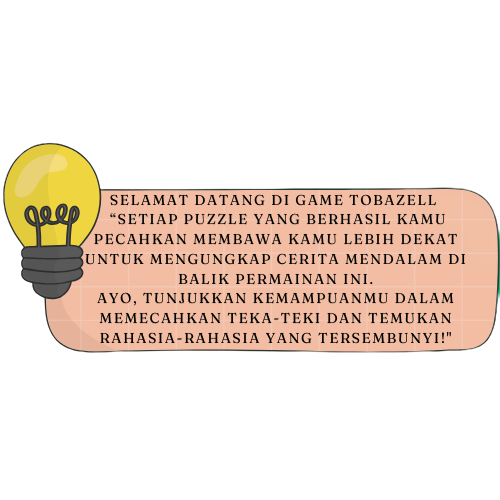 SELAMAT DATANG DI GAME TOBAZELL
“SETIAP PUZZLE YANG BERHASIL KAMU
PECAHKAN MEMBAWA KAMU LEBIH DEKAT
UNTUK MENGUNGKAP CERITA MENDALAM DI
BALIK PERMAINAN INI.
AYO, TUNJUKKAN KEMAMPUANMU DALAM
MEMECAHKAN TEKA-TEKI DAN TEMUKAN
RAHASIA-RAHASIA YANG TERSEMBUNYI!"